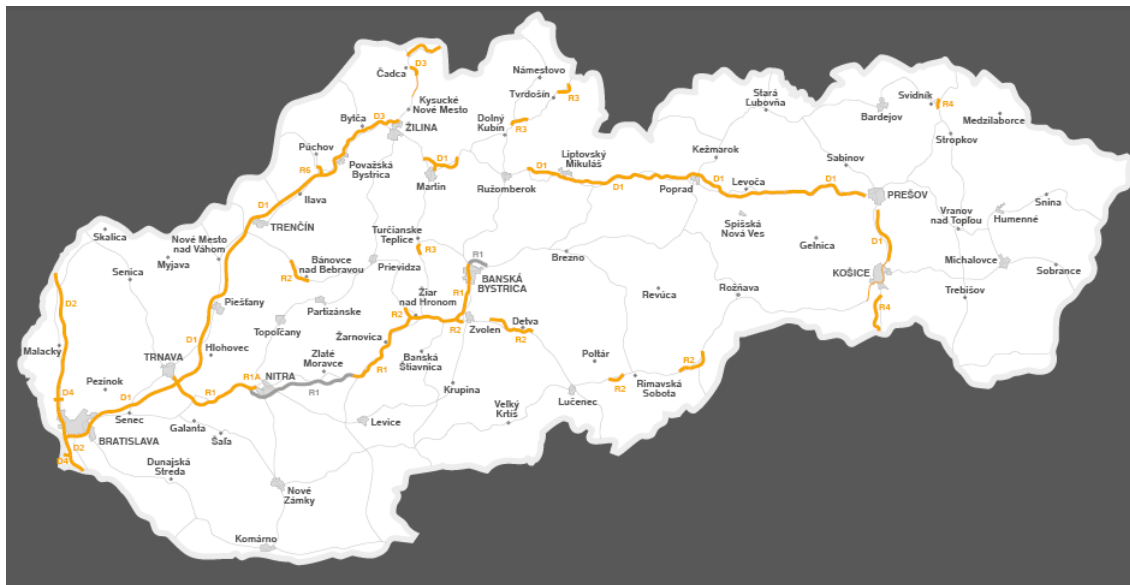 D3
Čadca
Námestovo
Tvrdošín
R3
Kysucké
Nové Mesto
D3
Bytča
ŽILINA
Dolný
Kubín
R3
Stará
Ľubovňa
Svidník
R4
Bardejov
Medzilaborce
Stropkov
Púchov
R6
Považská
Bystrica
D1
Martin
Ružomberok
D1
Liptovský
Mikuláš
D1
Kežmarok
Poprad
D1
Levoča
D1
Sabinov
PREŠOV
Ilava
D1
TRENČÍN
Skalica
Nové Mesto
nad Váhom
Myjava
Senica
Turčianske
Teplice
R3
Spišská
Nová Ves
Gelnica
D1
Vranov
nad Topľou
Snina
Humenné
Bánovce
nad Bebravou
R2
Prievidza
R1
BANSKÁ
BYSTRICA
R1
Brezno
KOŠICE
Michalovce
Sobrance
Trebišov
R4
D2
Piešťany
Partizánske
Topoľčany
Žiar
nad Hronom
R2
R2
Zvolen
Detva
R2
Revúca
Rožňava
Malacky
D1
Hlohovec
TRNAVA
Zlaté
Moravce
Žarnovica
R1
Banská
Štiavnica
Krupina
Poltár
R2
Rimavská
Sobota
R2
Pezinok
D4
D1
Senec
R1
R1A
NITRA
R1
Levice
Veľký
Krtíš
Lučenec
BRATISLAVA
D2
D4
Galanta
Šaľa
Dunajská
Streda
Nové
Zámky
Komárno